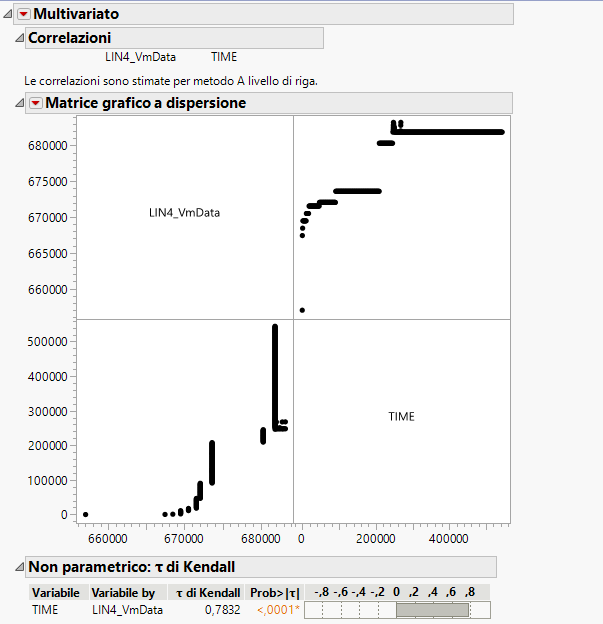 Multivariato
Correlazioni
LIN4_VmData TIME
Le correlazioni sono stimate per metodo A livello di riga.
Matrice grafico a dispersione
680000
675000
670000
665000
660000
LIN4_VmData
500000
400000
300000
200000
100000
0
TIME
660000 670000 680000 0 200000 400000
Non parametrico: τ di Kendall
Variabile Variabile by τ di Kendall Prob>|τ| -,8 -,6 -,4 -,2 0 ,2 ,4 ,6 ,8
TIME LIN4_VmData 0,7832 <,0001*